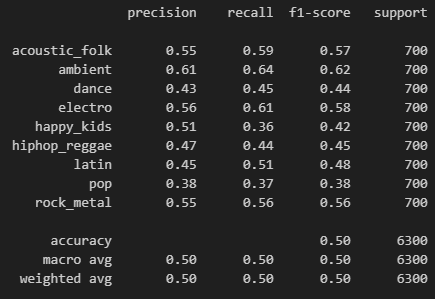 precision recall f1-score support
acoustic_folk 0.55 0.59 0.57 700
ambient 0.61 0.64 0.62 700
dance 0.43 0.45 0.44 700
electro 0.56 0.61 0.58 700
happy_kids 0.51 0.36 0.42 700
hiphop_reggae 0.47 0.44 0.45 700
latin 0.45 0.51 0.48 700
pop 0.38 0.37 0.38 700
rock_metal 0.55 0.56 0.56 700
accuracy 0.50 6300
macro avg 0.50 0.50 0.50 6300
weighted avg 0.50 0.50 0.50 6300